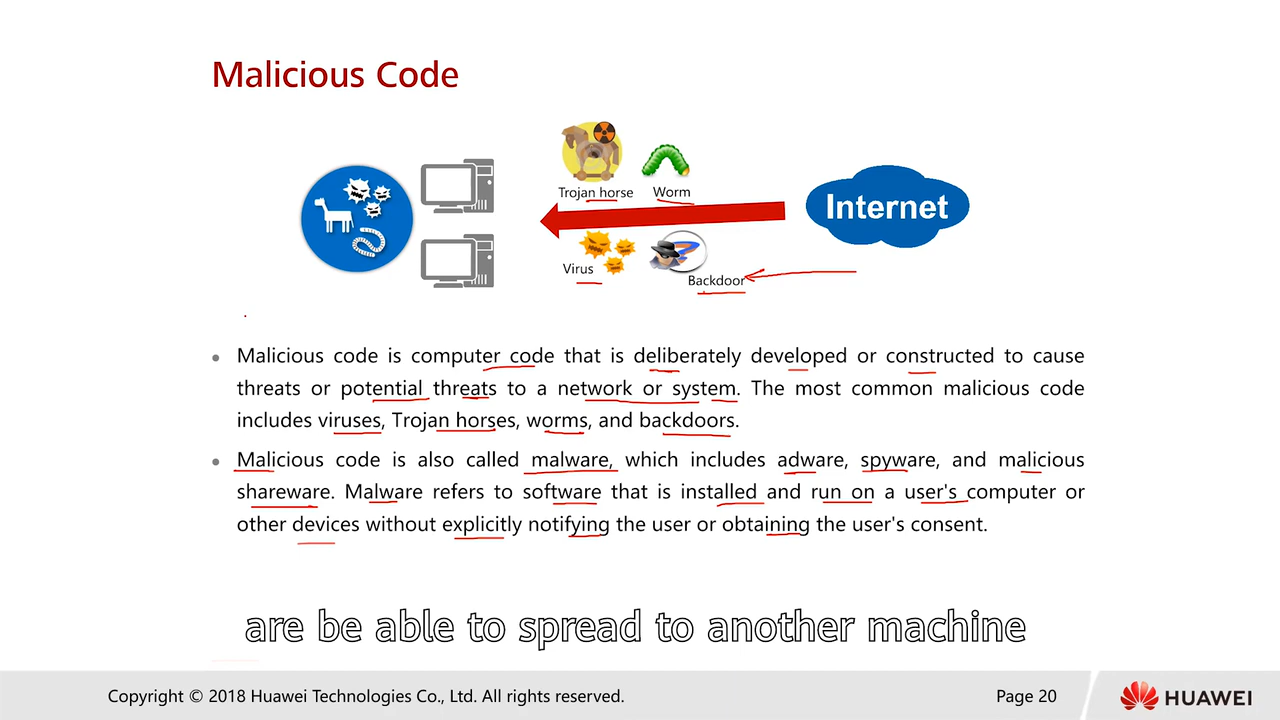 Malicious Code
Trojan horse
Worm
Internet
Virus
Backdoor
Malicious code is computer code that is deliberately developed or constructed to cause
threats or potential threats to a network or system. The most common malicious code
includes viruses, Trojan horses, worms, and backdoors.
Malicious code is also called malware, which includes adware, spyware, and malicious
shareware. Malware refers to software that is installed and run on a user's computer or
other devices without explicitly notifying the user or obtaining the user's consent.
are be able to spread to another machine
Copyright © 2018 Huawei Technologies Co., Ltd. All rights reserved.
Page 20
HUAWEI